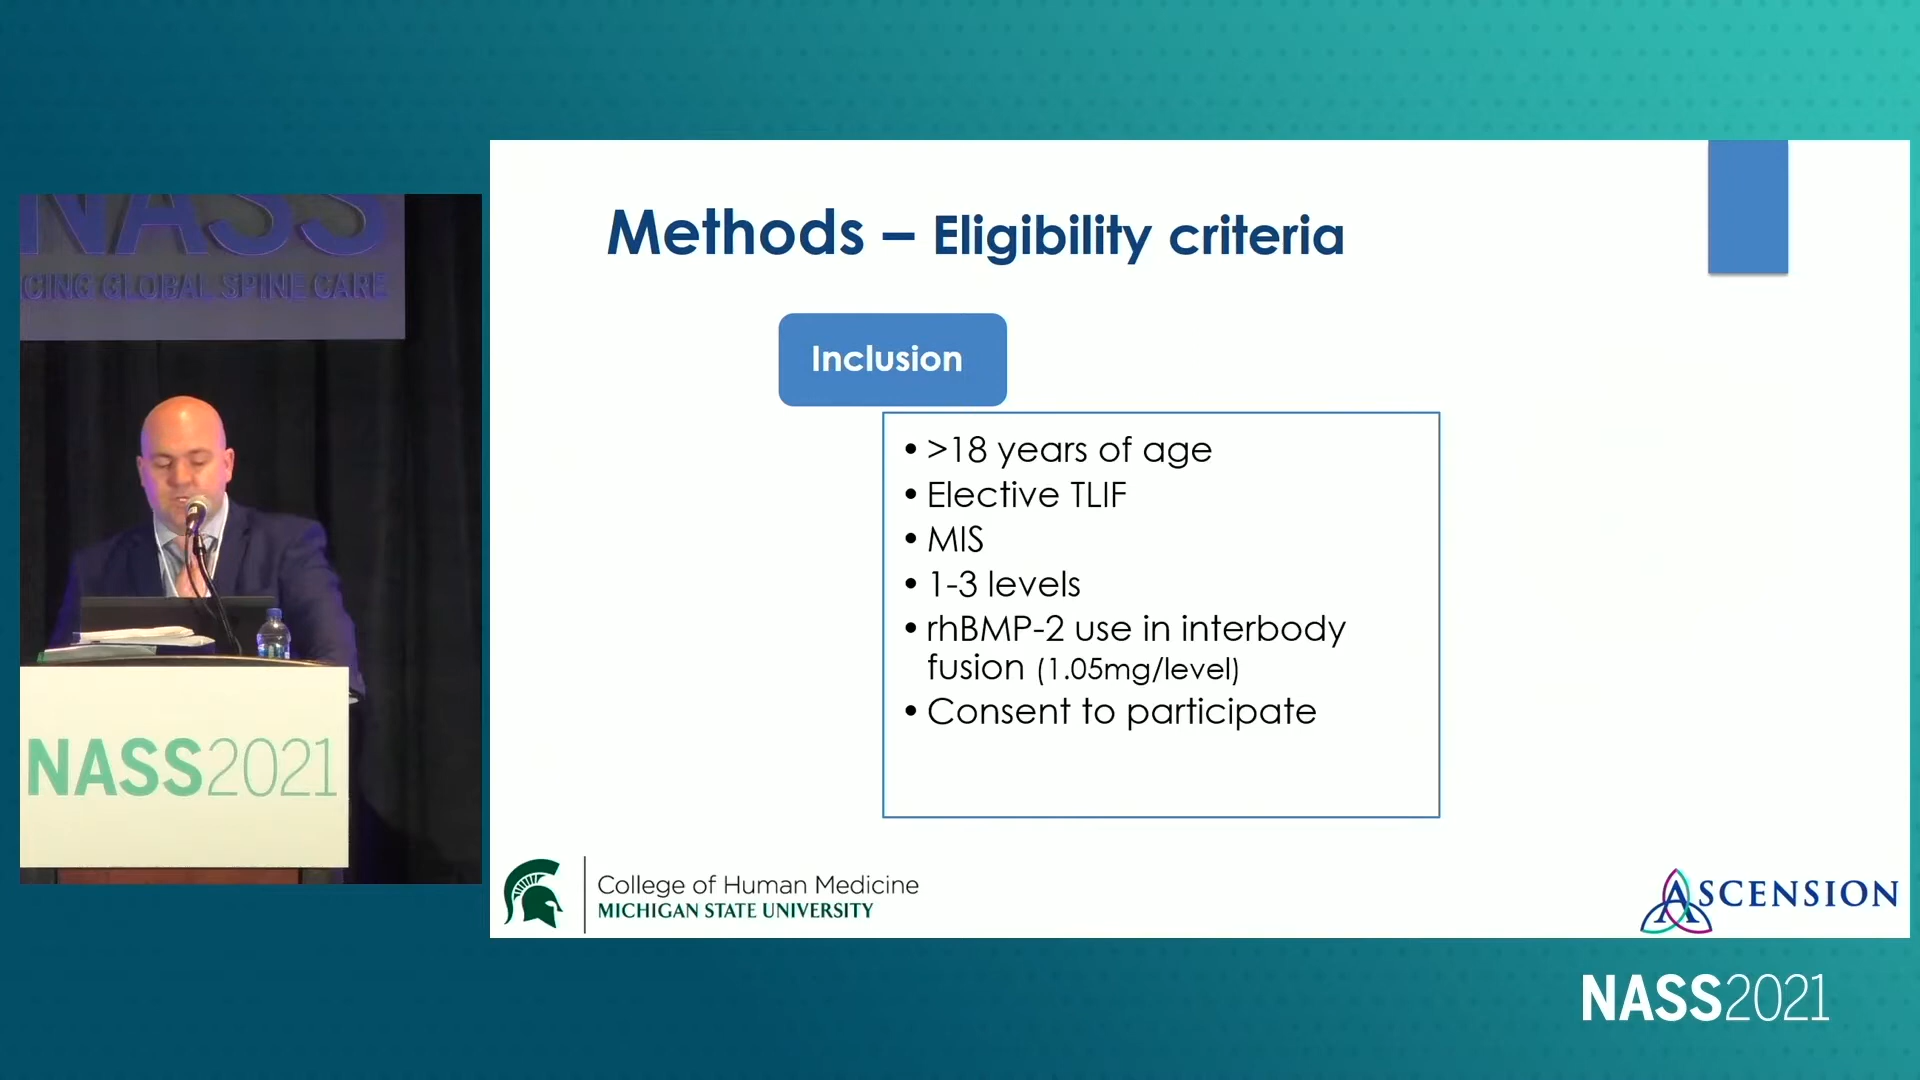 NASS
CING GLOBAL SPINE CARE
NASS2021
Methods – Eligibility criteria
Inclusion
• >18 years of age
• Elective TLIF
• MIS
• 1-3 levels
• rhBMP-2 use in interbody
fusion (1.05mg/level)
• Consent to participate
College of Human Medicine
MICHIGAN STATE UNIVERSITY
ASCENSION
NASS2021